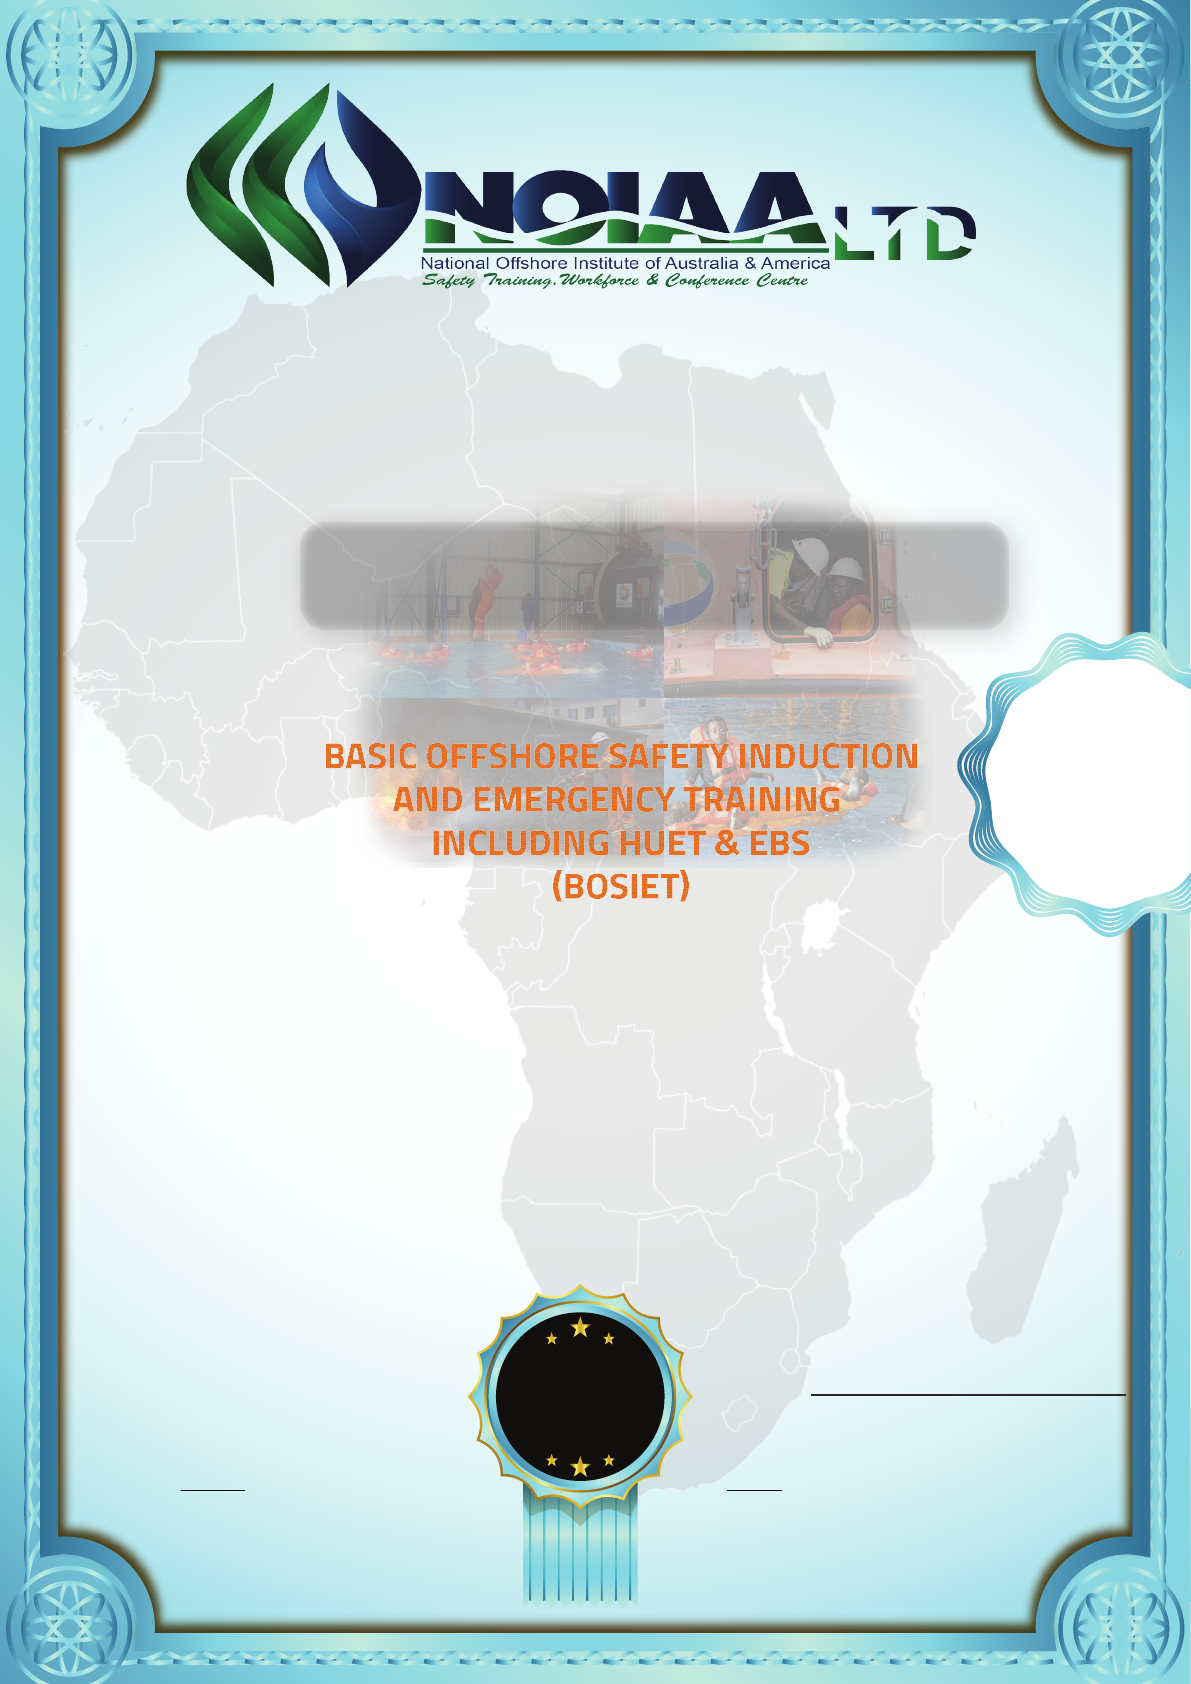 NOIAA LTD
National Offshore Institute of Australia & America
Safety Training, Workforce & Conference Centre
BASIC OFFSHORE SAFETY INDUCTION
AND EMERGENCY TRAINING
INCLUDING HUET & EBS
(BOSIET)